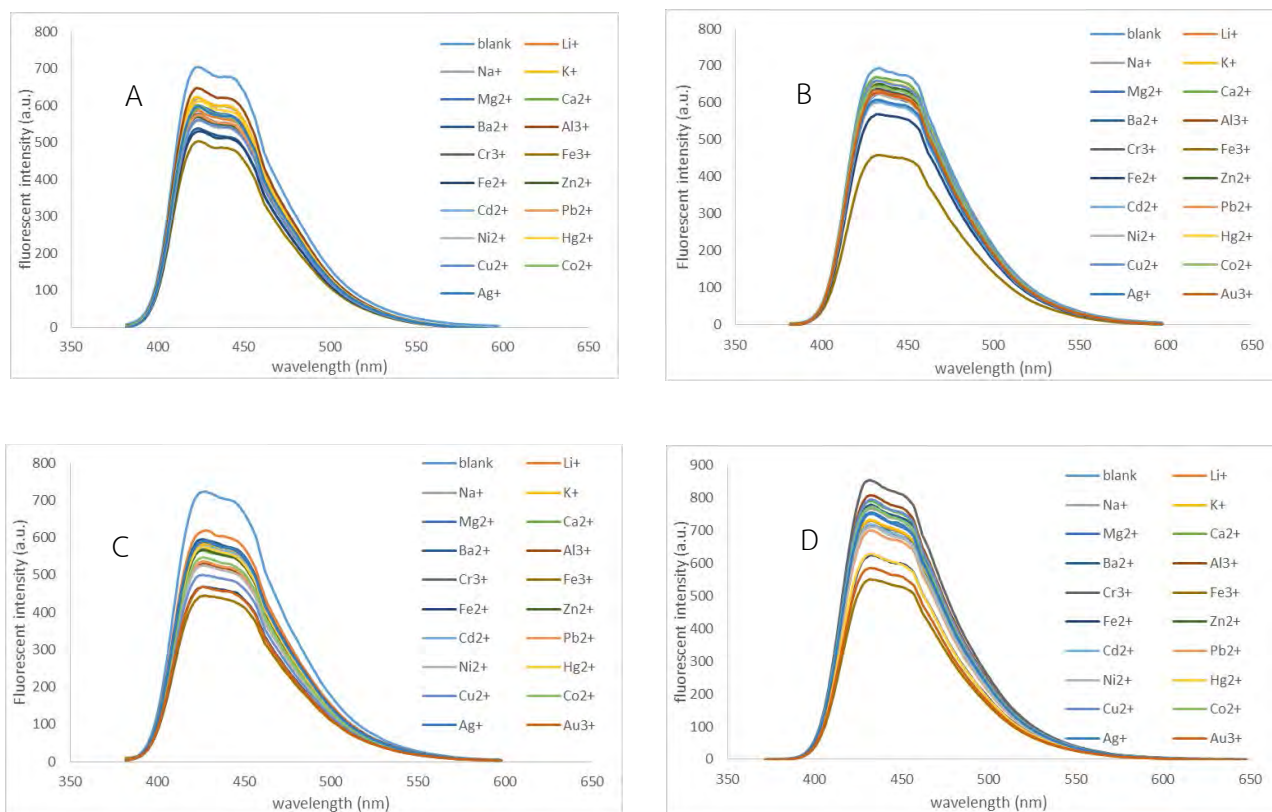 A
800
700
600
500
400
300
200
100
0
350 400 450 500 550 600 650
fluorescent intensity (a.u.)
wavelength (nm)
blank Li+
Na+ K+
Mg2+ Ca2+
Ba2+ Al3+
Cr3+ Fe3+
Fe2+ Zn2+
Cd2+ Pb2+
Ni2+ Hg2+
Cu2+ Co2+
Ag+
B
800
700
600
500
400
300
200
100
0
350 400 450 500 550 600 650
Fluorescent intensity (a.u.)
wavelength (nm)
blank Li+
Na+ K+
Mg2+ Ca2+
Ba2+ Al3+
Cr3+ Fe3+
Fe2+ Zn2+
Cd2+ Pb2+
Ni2+ Hg2+
Cu2+ Co2+
Ag+ Au3+
C
800
700
600
500
400
300
200
100
0
350 400 450 500 550 600 650
Fluorescent intensity (a.u.)
wavelength (nm)
blank Li+
Na+ K+
Mg2+ Ca2+
Ba2+ Al3+
Cr3+ Fe3+
Fe2+ Zn2+
Cd2+ Pb2+
Ni2+ Hg2+
Cu2+ Co2+
Ag+ Au3+
D
900
800
700
600
500
400
300
200
100
0
350 400 450 500 550 600 650
fluorescent intensity (a.u.)
wavelength (nm)
blank Li+
Na+ K+
Mg2+ Ca2+
Ba2+ Al3+
Cr3+ Fe3+
Fe2+ Zn2+
Cd2+ Pb2+
Ni2+ Hg2+
Cu2+ Co2+
Ag+ Au3+